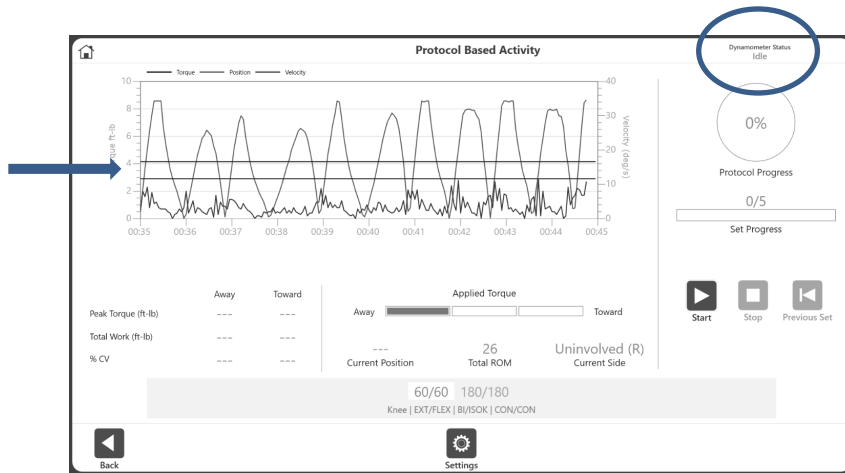 Protocol Based Activity
Dynamometer Status
Idle
Torque Position Velocity
10
8
6
4
2
0
ft-lb
40
30
20
10
0
Velocity (deg/s)
00:35 00:36 00:37 00:38 00:39 00:40 00:41 00:42 00:43 00:44 00:45
0%
Protocol Progress
0/5
Set Progress
Start Stop Previous Set
Away Toward
Peak Torque (ft-lb) --- ---
Total Work (ft-lb) --- ---
% CV --- ---
Applied Torque
Away Toward
--- 26 Uninvolved (R)
Current Position Total ROM Current Side
60/60 180/180
Knee | EXT/FLEX | BI/ISOK | CON/CON
Back Settings